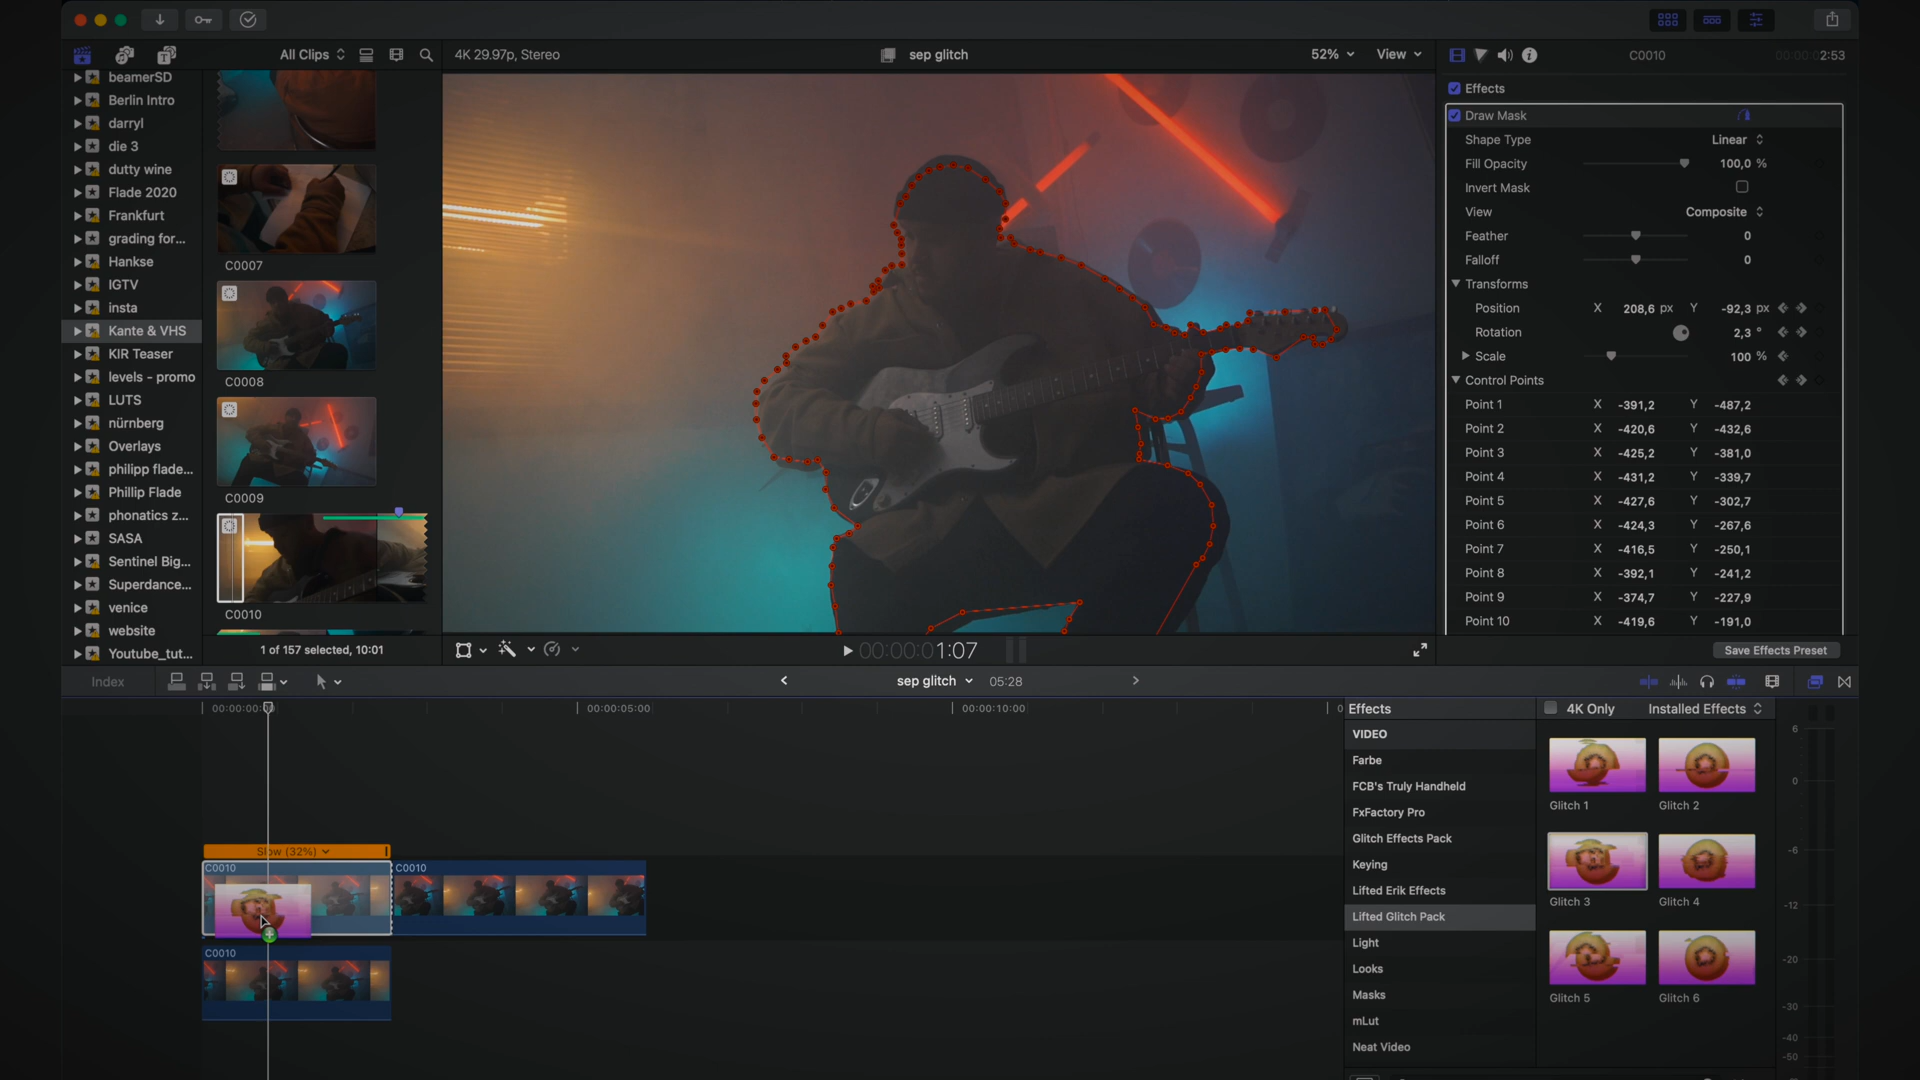 All Clips
4K 29.97p, Stereo
sep glitch
52%
View
C0010
2:53
beamerSD
Berlin Intro
darryl
die 3
dutty wine
Flade 2020
Frankfurt
grading for...
Hankse
IGTV
insta
Kante & VHS
KIR Teaser
levels - promo
LUTS
nürnberg
Overlays
philipp flade...
Phillip Flade
phonatics z...
SASA
Sentinel Big...
Superdance...
venice
website
Youtube_tut...
C0007
C0008
C0009
C0010
1 of 157 selected, 10:01
00:00:01:07
Effects
Draw Mask
Shape Type Linear
Fill Opacity 100,0 %
Invert Mask
View Composite
Feather 0
Falloff 0
Transforms
Position X 208,6 px Y -92,3 px
Rotation 2,3 °
Scale 100 %
Control Points
Point 1 X -391,2 Y -487,2
Point 2 X -420,6 Y -432,6
Point 3 X -425,2 Y -381,0
Point 4 X -431,2 Y -339,7
Point 5 X -427,6 Y -302,7
Point 6 X -424,3 Y -267,6
Point 7 X -416,5 Y -250,1
Point 8 X -392,1 Y -241,2
Point 9 X -374,7 Y -227,9
Point 10 X -419,6 Y -191,0
Save Effects Preset
Index
sep glitch
05:28
00:00:05:00
00:00:10:00
Slow (32%)
C0010
C0010
C0010
Effects
VIDEO
Farbe
FCB's Truly Handheld
FxFactory Pro
Glitch Effects Pack
Keying
Lifted Erik Effects
Lifted Glitch Pack
Light
Looks
Masks
mLut
Neat Video
4K Only
Installed Effects
Glitch 1
Glitch 2
Glitch 3
Glitch 4
Glitch 5
Glitch 6
6
0
-6
-12
-20
-30
-40
-50